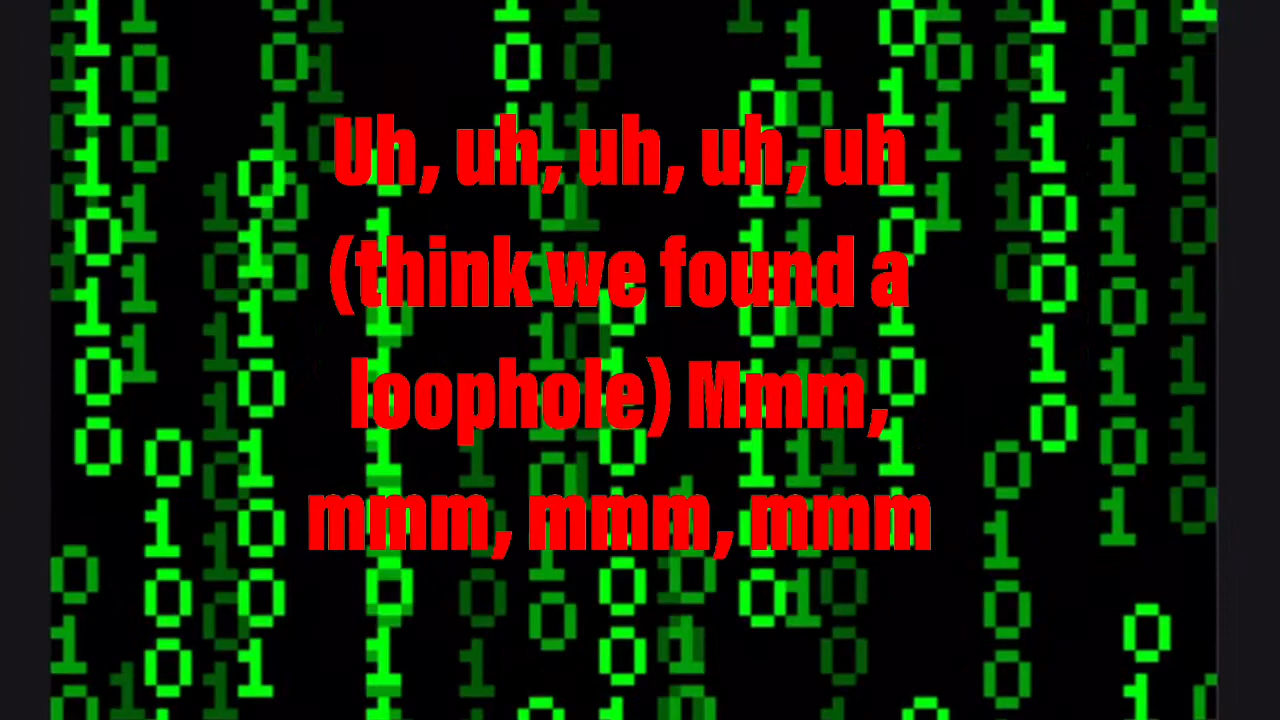 Uh, uh, uh, uh, uh
(think we found a
loophole) Mmm,
mmm, mmm, mmm